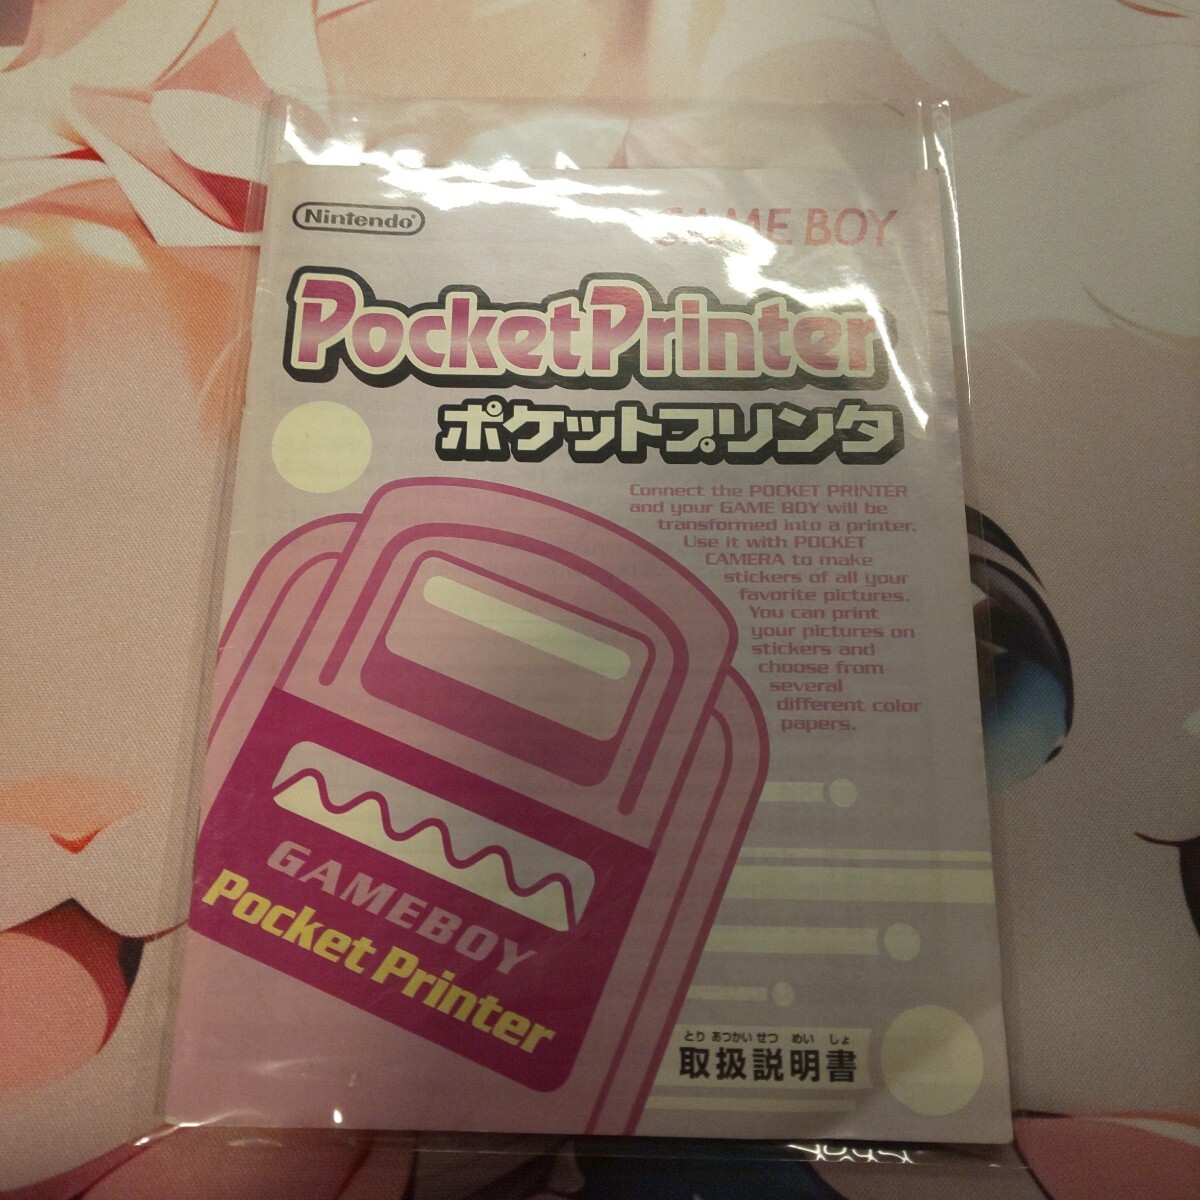 Nintendo
GAME BOY
PocketPrinter
ポケットプリンタ
Connect the POCKET PRINTER
and your GAME BOY will be
transformed into a printer.
Use it with POCKET
CAMERA to make
stickers of all your
favorite pictures.
You can print
your pictures on
stickers and
choose from
several
different color
papers.
GAMEBOY
Pocket Printer
とり あつかい せつ めい しょ
取扱説明書